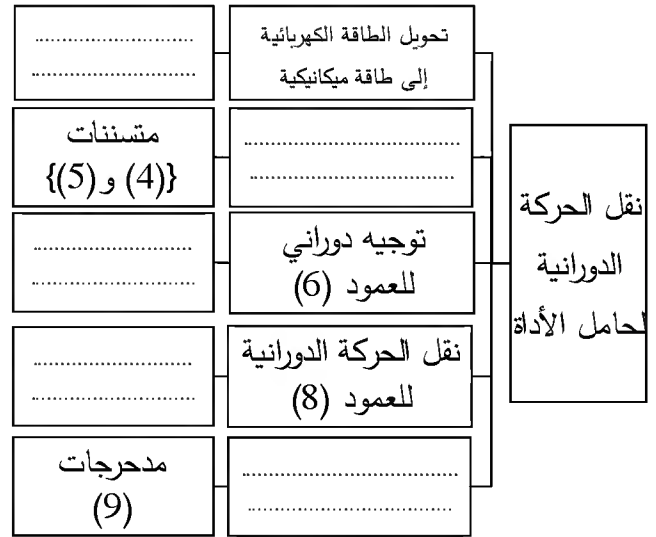 نقل الحركة
الدورانية
لحامل الأداة
تحويل الطاقة الكهربائية
إلى طاقة ميكانيكية
................................
................................
................................
................................
متسننات
{(4) و (5)}
توجيه دوراني
للعمود (6)
................................
................................
نقل الحركة الدورانية
للعمود (8)
................................
................................
................................
................................
مدحرجات
(9)